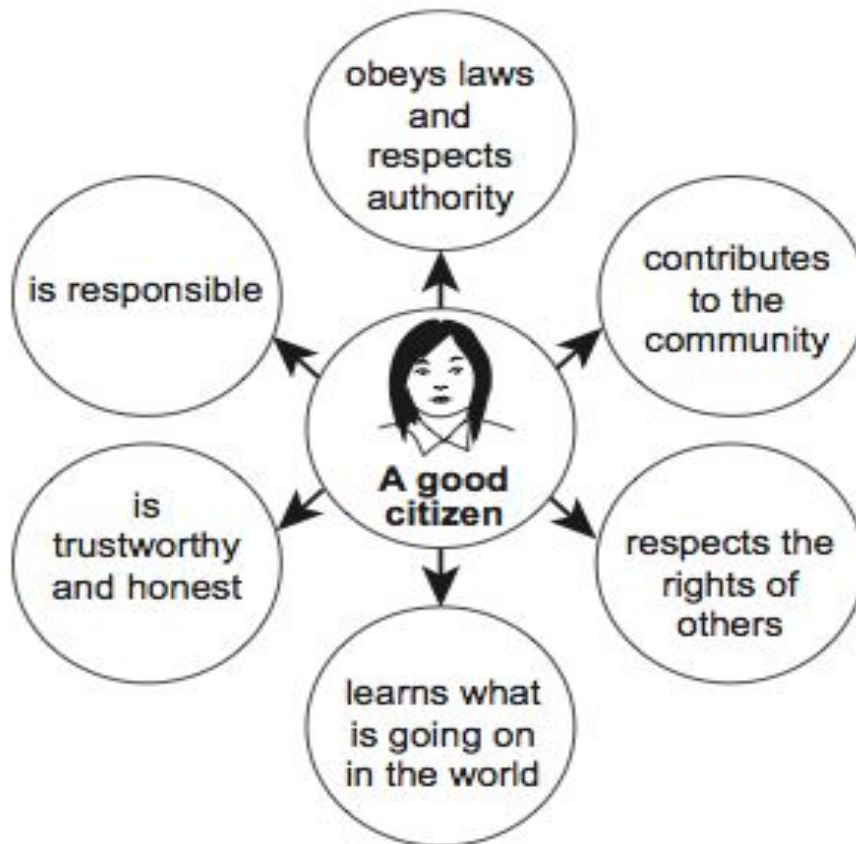 obeys laws
and
respects
authority
is responsible
contributes
to the
community
A good
citizen
is
trustworthy
and honest
respects the
rights of
others
learns what
is going on
in the world